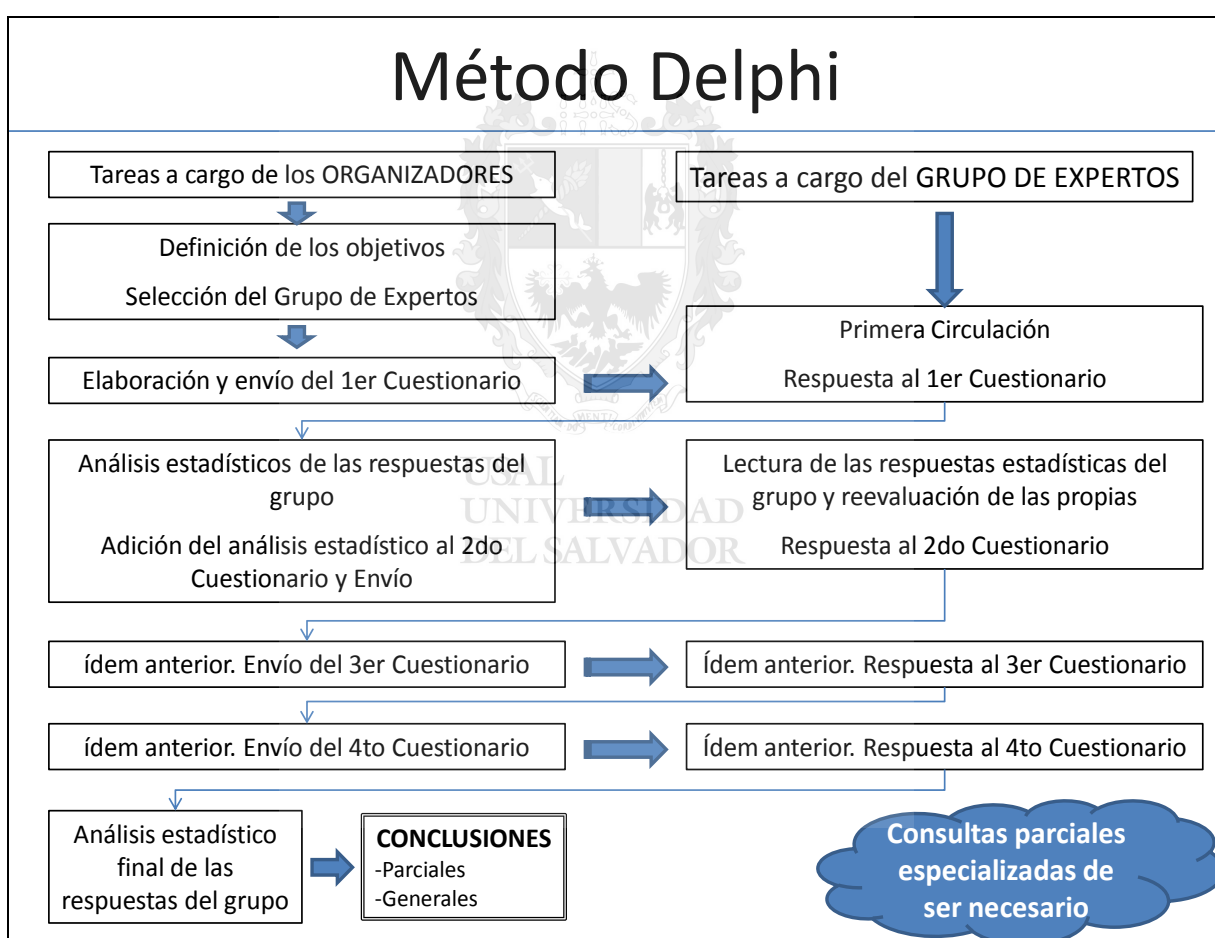 Método Delphi
Tareas a cargo de los ORGANIZADORES
Tareas a cargo del GRUPO DE EXPERTOS
Definición de los objetivos
Selección del Grupo de Expertos
Primera Circulación
Respuesta al 1er Cuestionario
Elaboración y envío del 1er Cuestionario
Análisis estadísticos de las respuestas del
grupo
Adición del análisis estadístico al 2do
Cuestionario y Envío
Lectura de las respuestas estadísticas del
grupo y reevaluación de las propias
Respuesta al 2do Cuestionario
USAL
UNIVERSIDAD
DEL SALVADOR
ídem anterior. Envío del 3er Cuestionario
Ídem anterior. Respuesta al 3er Cuestionario
ídem anterior. Envío del 4to Cuestionario
Ídem anterior. Respuesta al 4to Cuestionario
Análisis estadístico
final de las
respuestas del grupo
CONCLUSIONES
-Parciales
-Generales
Consultas parciales
especializadas de
ser necesario